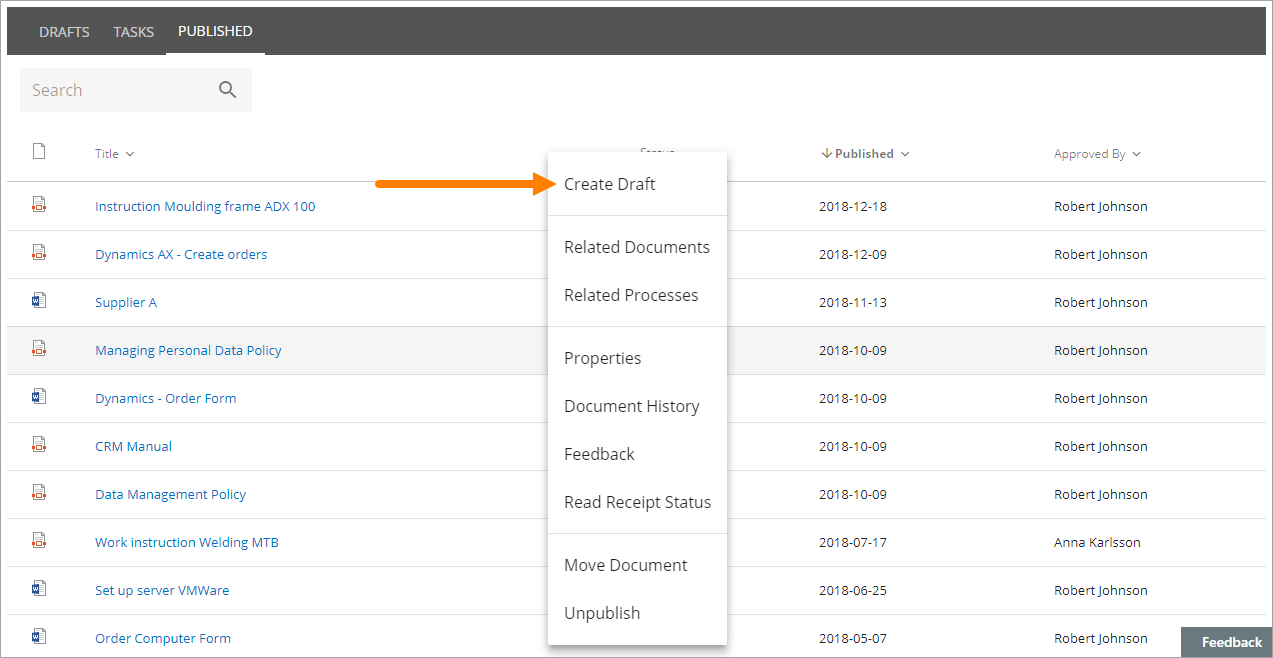 DRAFTS TASKS PUBLISHED
Search
Title Status Published Approved By
Create Draft
Instruction Moulding frame ADX 100 2018-12-18 Robert Johnson
Related Documents
Dynamics AX - Create orders 2018-12-09 Robert Johnson
Related Processes
Supplier A 2018-11-13 Robert Johnson
Managing Personal Data Policy Properties 2018-10-09 Robert Johnson
Dynamics - Order Form Document History 2018-10-09 Robert Johnson
CRM Manual Feedback 2018-10-09 Robert Johnson
Data Management Policy Read Receipt Status 2018-10-09 Robert Johnson
Work instruction Welding MTB 2018-07-17 Anna Karlsson
Move Document
Set up server VMWare 2018-06-25 Robert Johnson
Unpublish
Order Computer Form 2018-05-07 Robert Johnson
Feedback